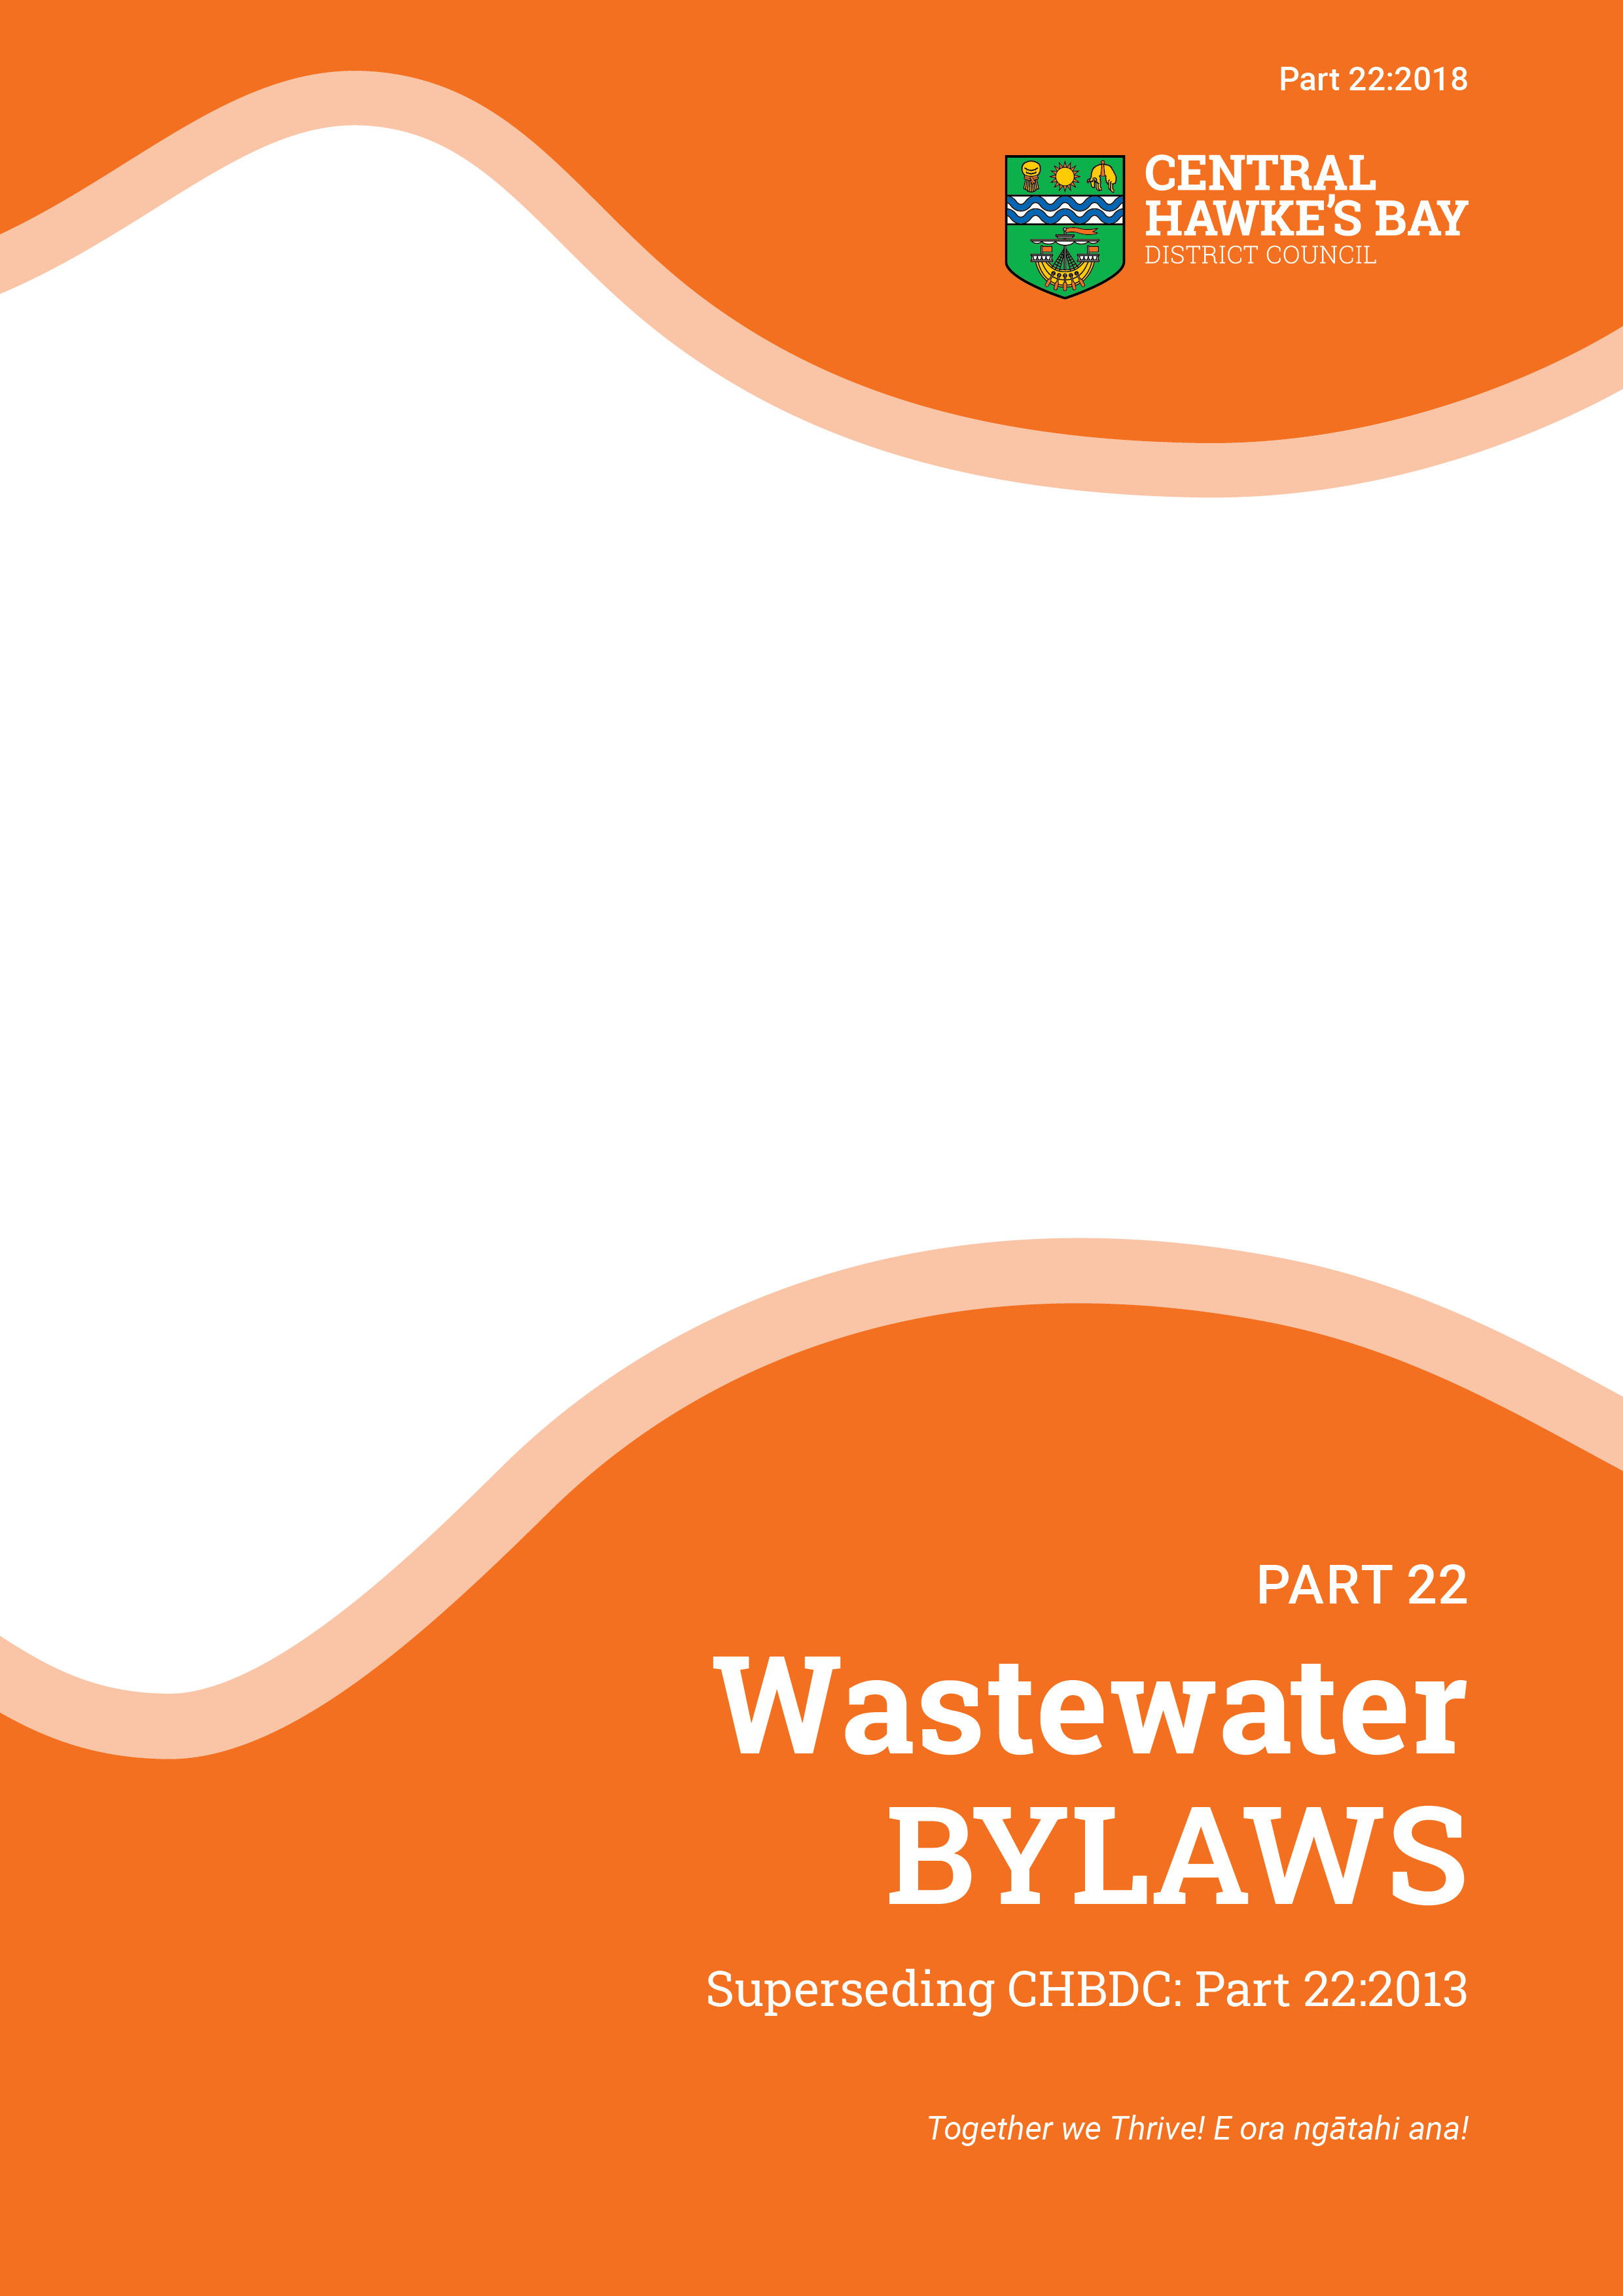 Part 22:2018
CENTRAL
HAWKE'S BAY
DISTRICT COUNCIL
PART 22
Wastewater
BYLAWS
Superseding CHBDC: Part 22:2013
Together we Thrive! E ora ngātahi ana!